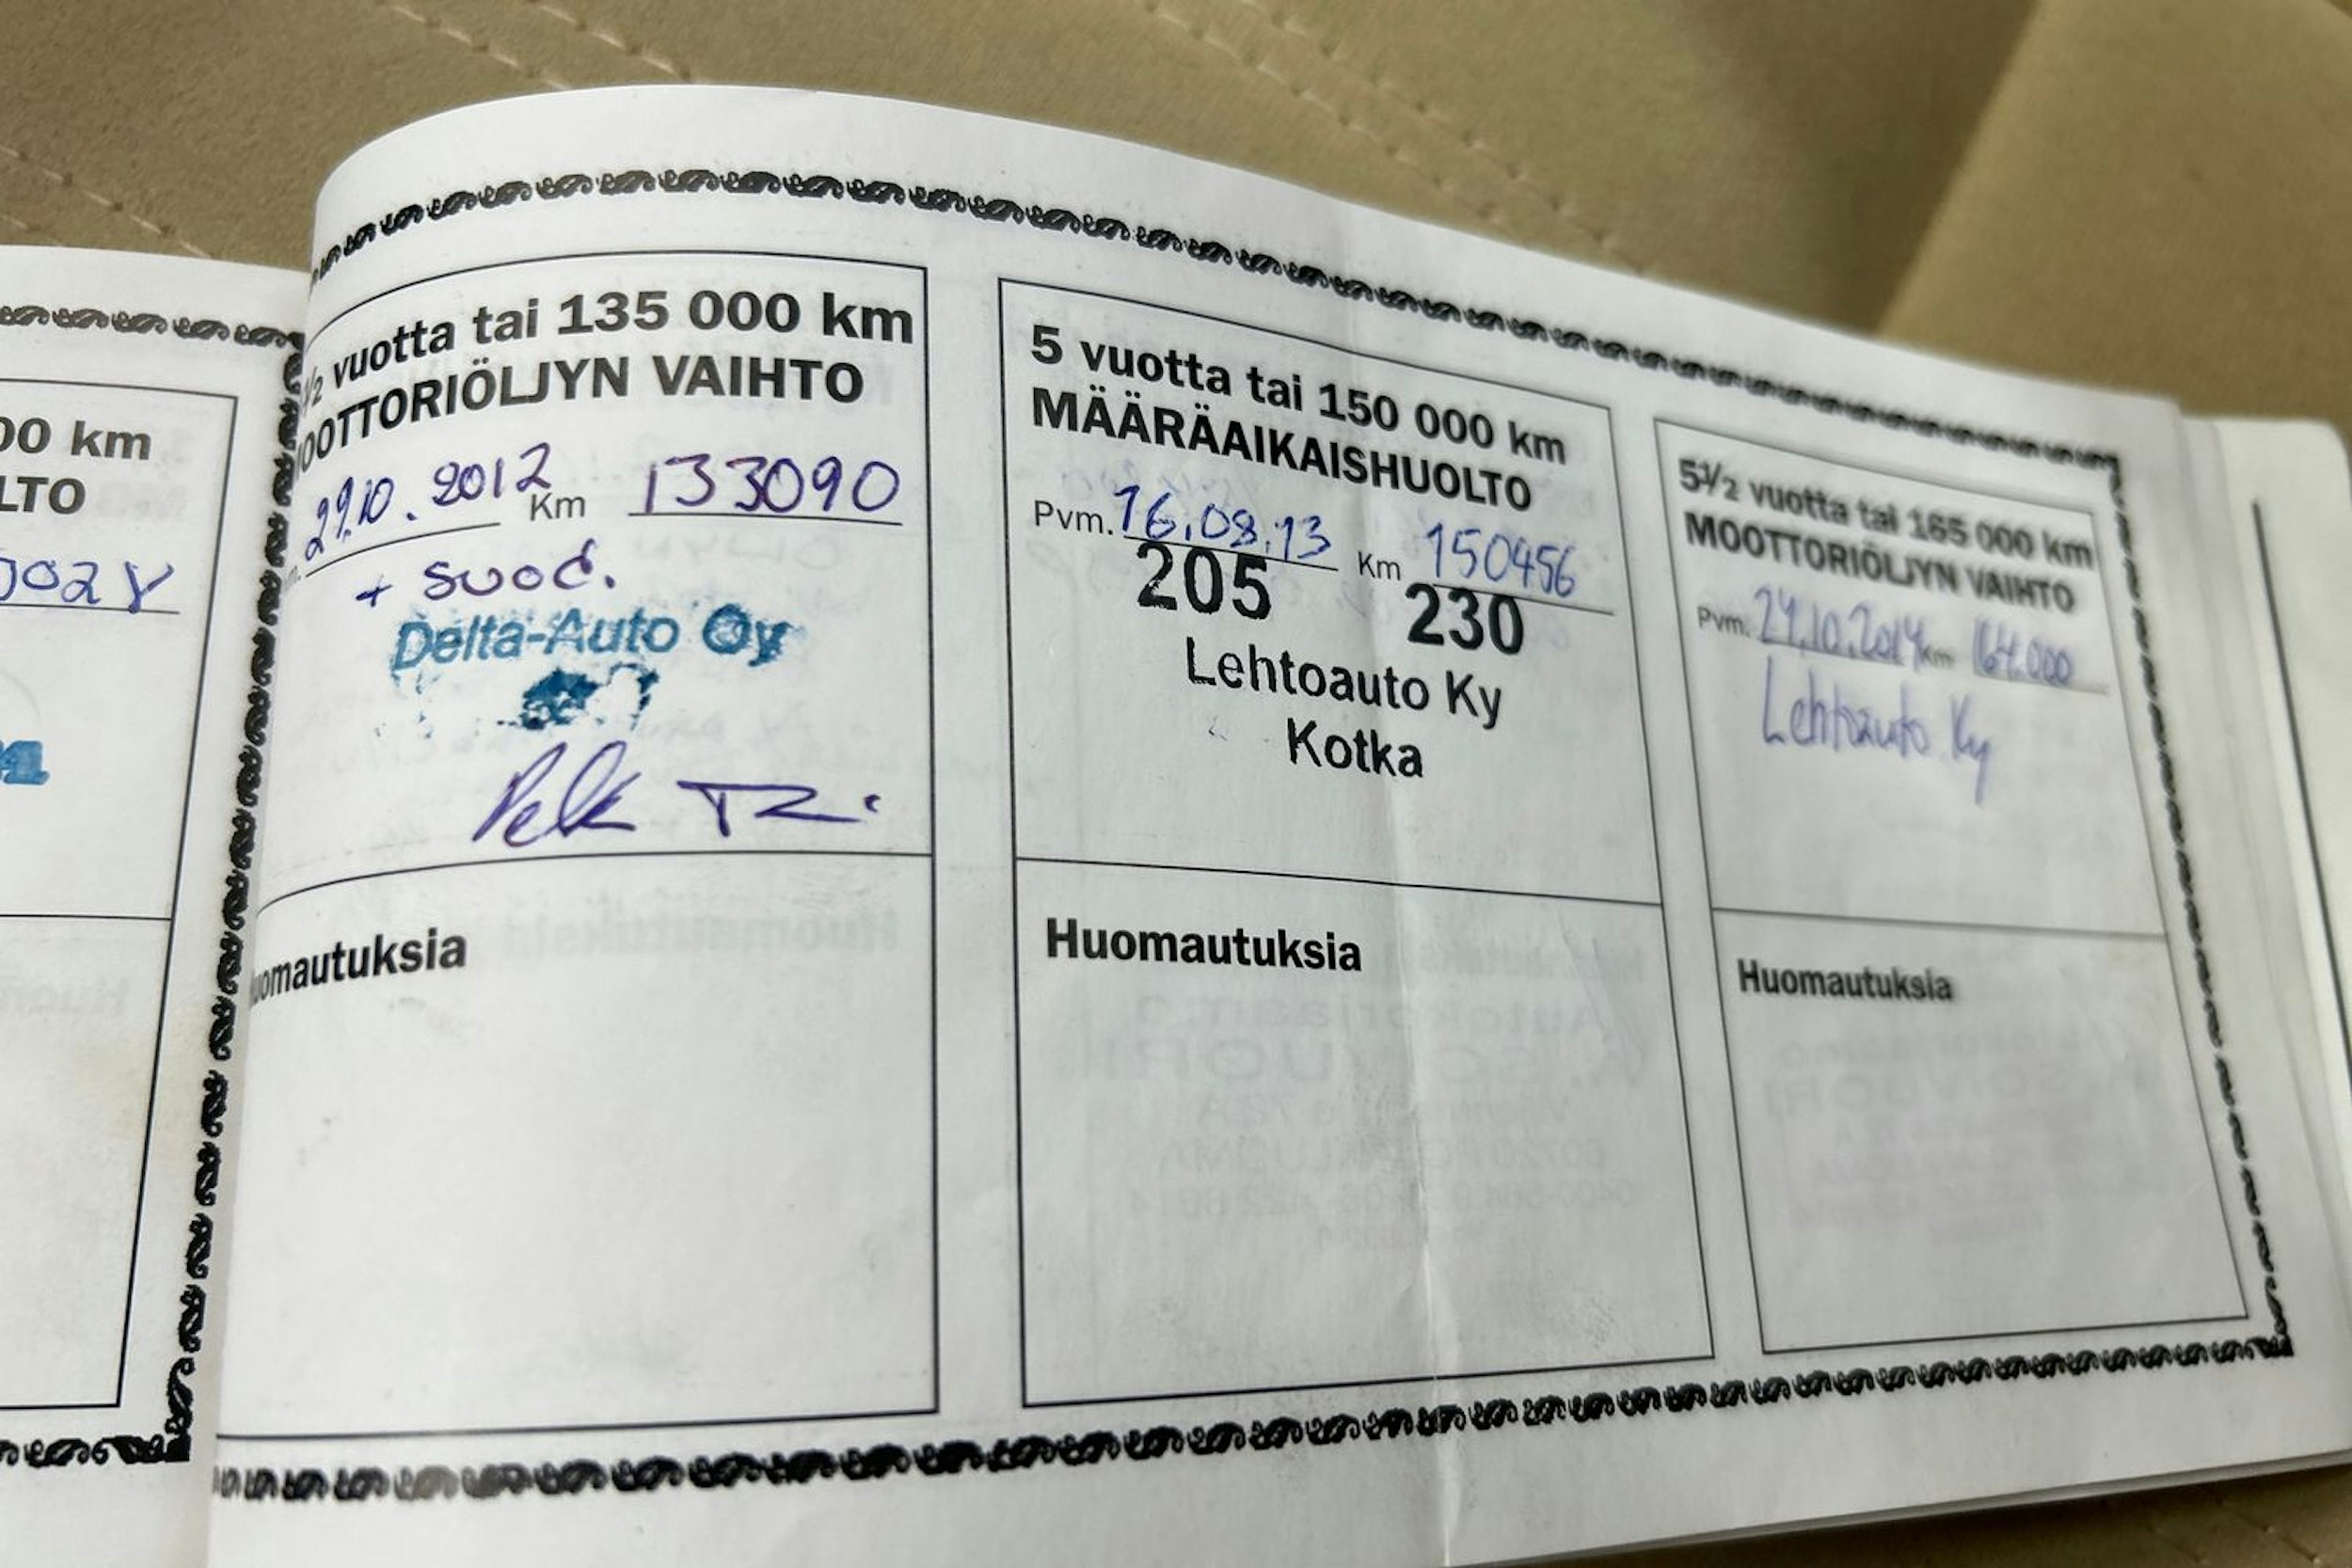 00 km
LTO
002
½ vuotta tai 135 000 km
MOOTTORIÖLJYN VAIHTO
29.10.2012 Km 133090
+ suod.
Delta-Auto Oy
Huomautuksia
5 vuotta tai 150 000 km
MÄÄRÄAIKAISHUOLTO
Pvm. 16.08.13 Km 150456
205 230
Lehtoauto Ky
Kotka
Huomautuksia
5½ vuotta tai 165 000 km
MOOTTORIÖLJYN VAIHTO
Pvm. 24.10.2014 Km 164.000
Lehtoauto Ky
Huomautuksia